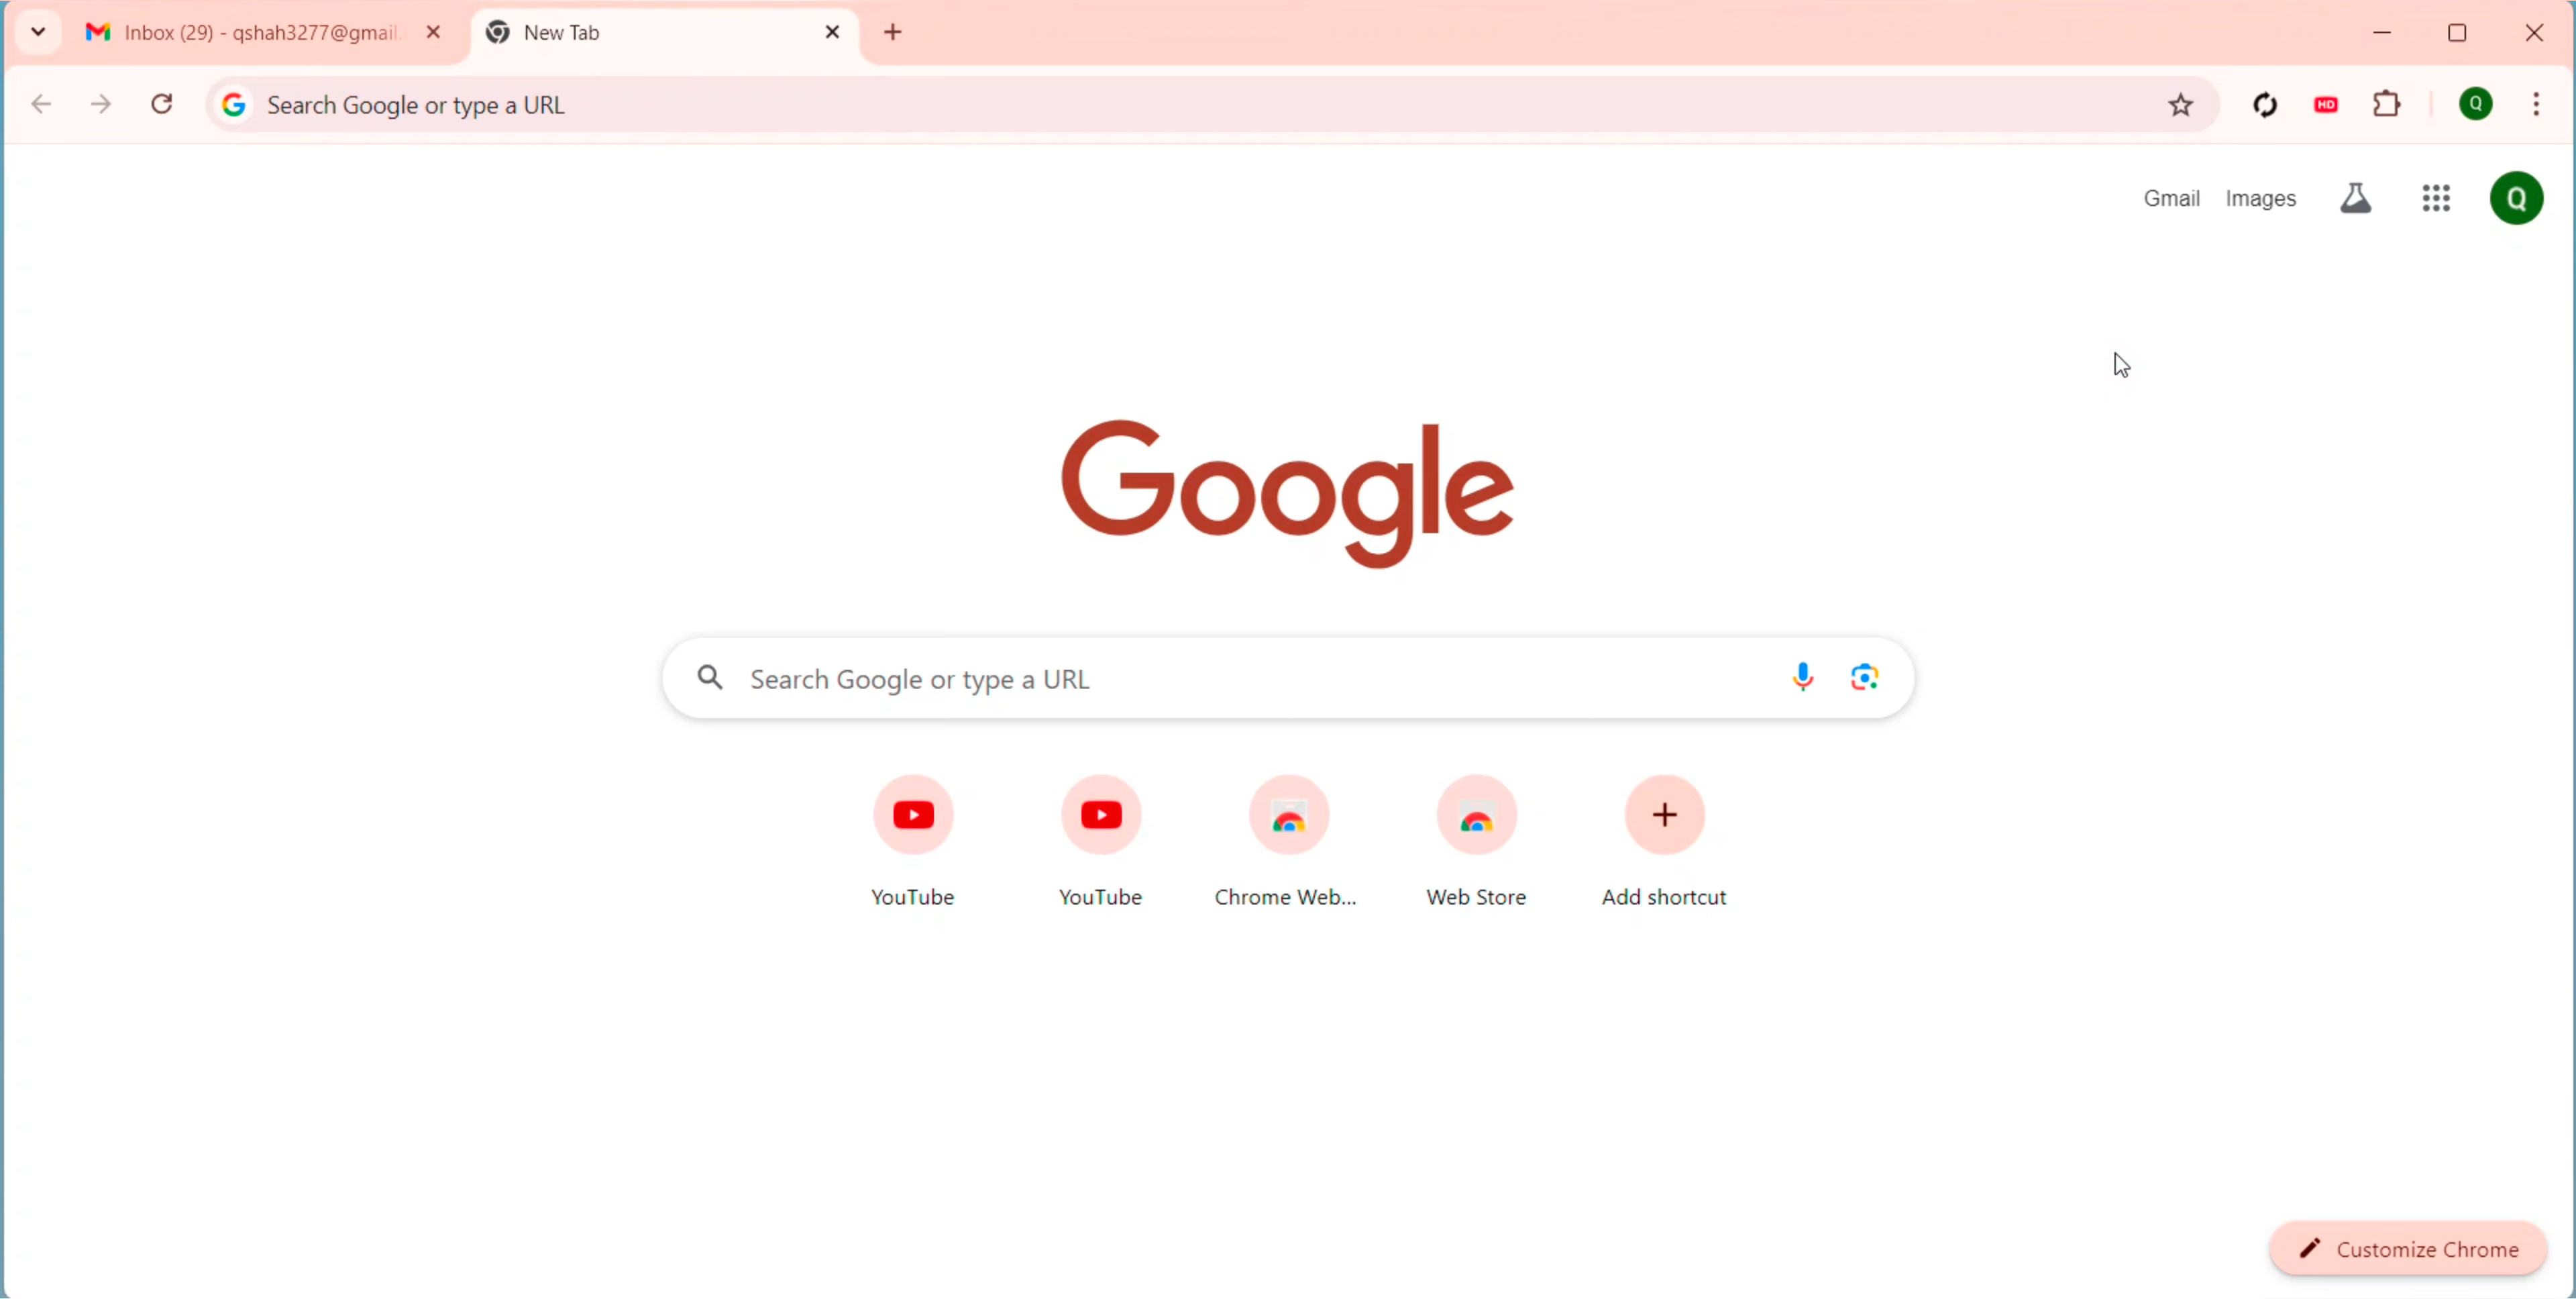 Inbox (29) - qshah3277@gmail.
New Tab
Search Google or type a URL
HD
Q
Gmail
Images
Q
Google
Search Google or type a URL
YouTube
YouTube
Chrome Web...
Web Store
Add shortcut
Customize Chrome